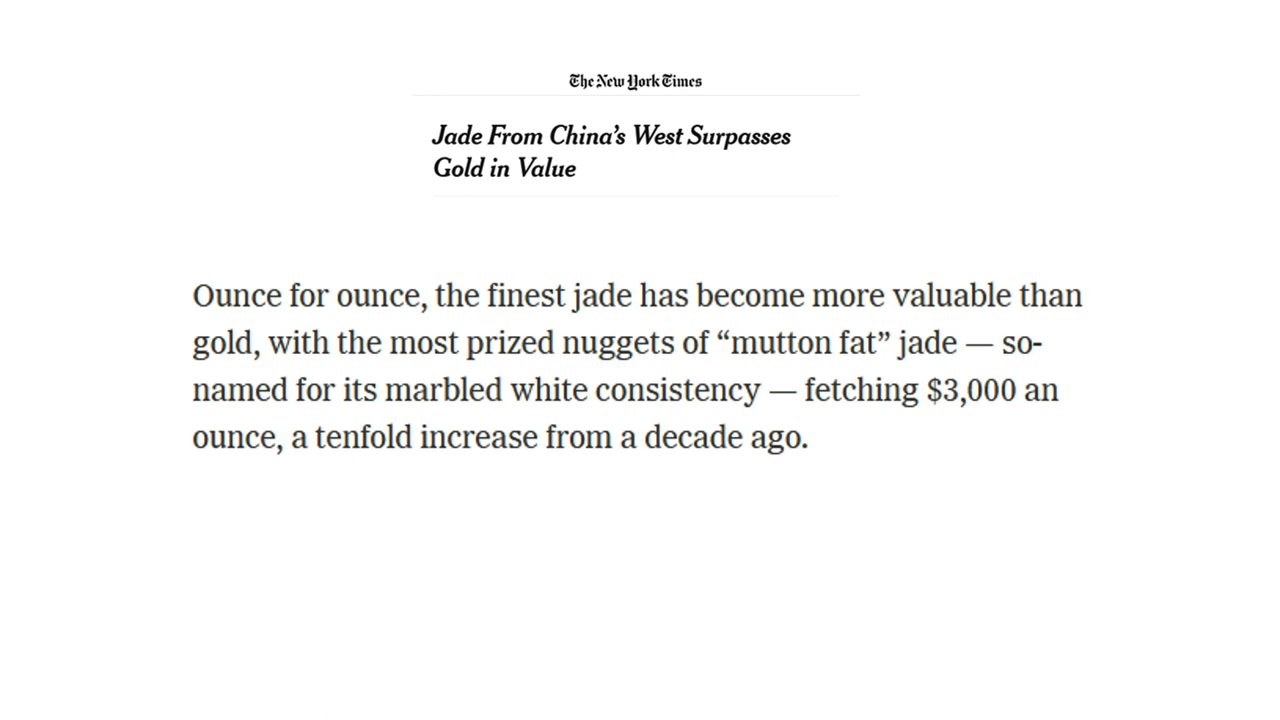 The New York Times
Jade From China’s West Surpasses
Gold in Value
Ounce for ounce, the finest jade has become more valuable than
gold, with the most prized nuggets of “mutton fat” jade — so-
named for its marbled white consistency — fetching $3,000 an
ounce, a tenfold increase from a decade ago.